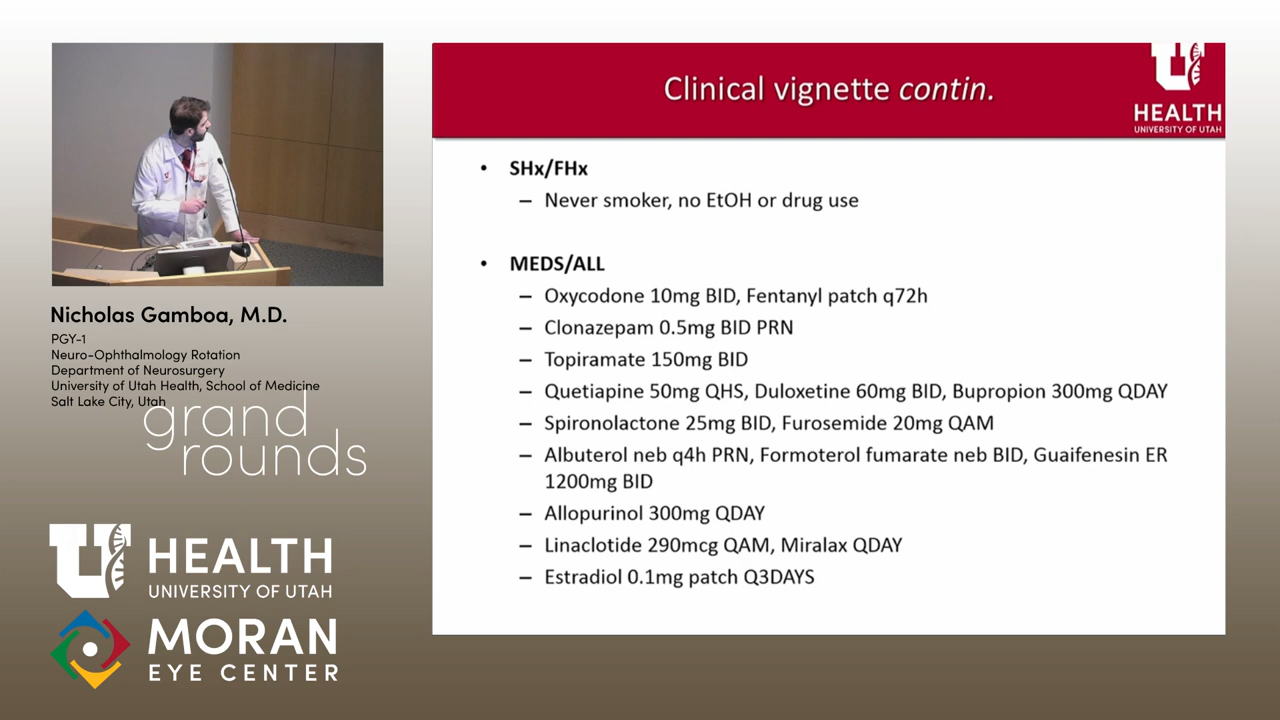 Clinical vignette contin.
HEALTH
UNIVERSITY OF UTAH
• SHx/FHx
– Never smoker, no EtOH or drug use
• MEDS/ALL
– Oxycodone 10mg BID, Fentanyl patch q72h
– Clonazepam 0.5mg BID PRN
– Topiramate 150mg BID
– Quetiapine 50mg QHS, Duloxetine 60mg BID, Bupropion 300mg QDAY
– Spironolactone 25mg BID, Furosemide 20mg QAM
– Albuterol neb q4h PRN, Formoterol fumarate neb BID, Guaifenesin ER
1200mg BID
– Allopurinol 300mg QDAY
– Linaclotide 290mcg QAM, Miralax QDAY
– Estradiol 0.1mg patch Q3DAYS
Nicholas Gamboa, M.D.
PGY-1
Neuro-Ophthalmology Rotation
Department of Neurosurgery
University of Utah Health, School of Medicine
Salt Lake City, Utah
grand
rounds
HEALTH
UNIVERSITY OF UTAH
MORAN
EYE CENTER